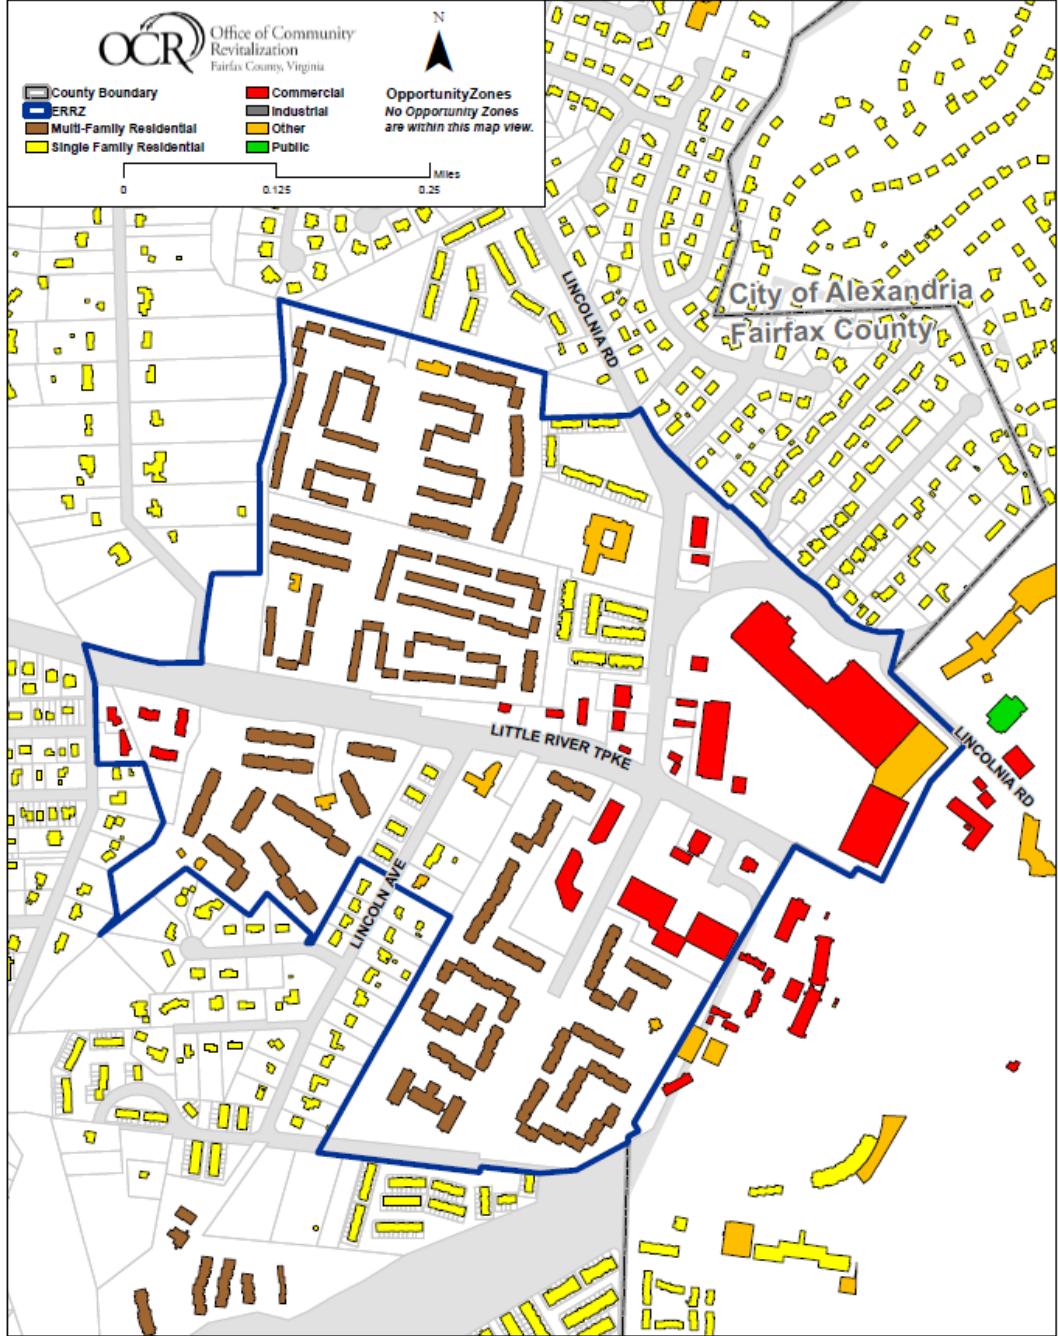 OCR
Office of Community
Revitalization
Fairfax County, Virginia
N
County Boundary
ERRZ
Multi-Family Residential
Single Family Residential
Commercial
Industrial
Other
Public
OpportunityZones
No Opportunity Zones
are within this map view.
Miles
0
0.125
0.25
LINCOLNIA RD
City of Alexandria
Fairfax County
LITTLE RIVER TPKE
LINCOLNIA RD
LINCOLN AVE